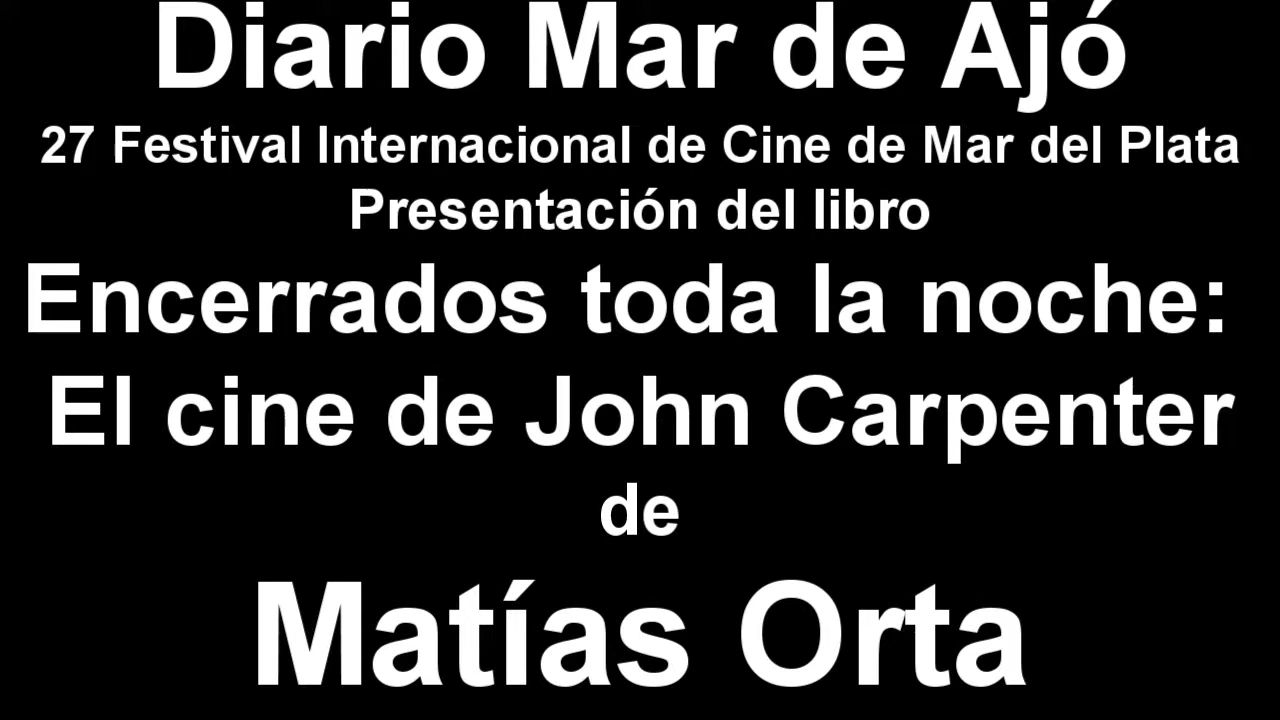 Diario Mar de Ajó
27 Festival Internacional de Cine de Mar del Plata
Presentación del libro
Encerrados toda la noche:
El cine de John Carpenter
de
Matías Orta